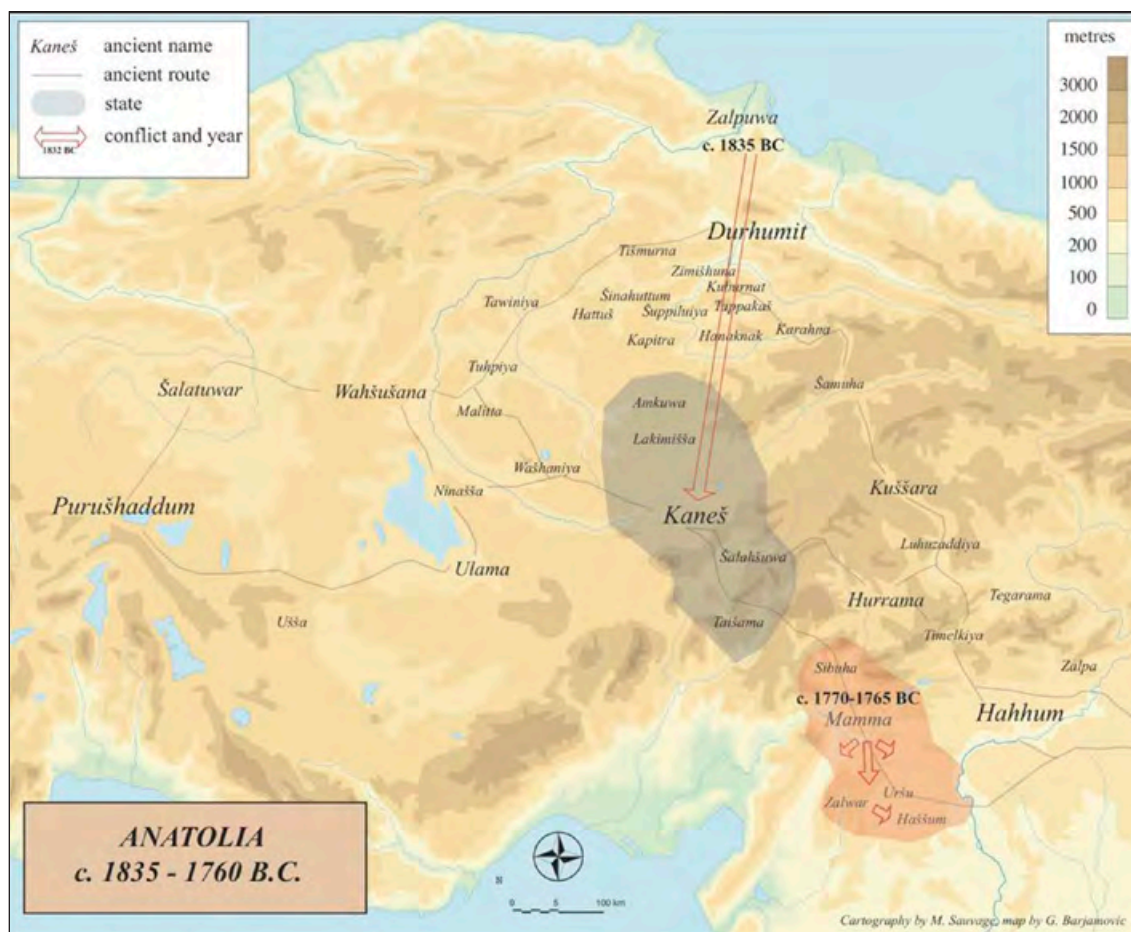 Kaneš ancient name
ancient route
state
conflict and year
1832 BC
metres
3000
2000
1500
1000
500
200
100
0
Zalpuwa
c. 1835 BC
Durhumit
Tišmurna
Zimišhuna
Kuburnat
Šinahuttum
Tawiniya
Hattuš
Šuppiluiya
Tappakaš
Karahna
Kapitra
Hanaknak
Tuhpiya
Šalatuwar
Wahšušana
Šamuha
Malitta
Amkuwa
Lakimišša
Wašhaniya
Ninašša
Kuššara
Purušhaddum
Kaneš
Luhuzaddiya
Šalahšuwa
Ulama
Hurrama
Tegarama
Ušša
Taišama
Timelkiya
Sibuha
Zalpa
c. 1770-1765 BC
Mamma
Hahhum
Uršu
Zalwar
Haššum
ANATOLIA
c. 1835 - 1760 B.C.
N
0 5 100 km
Cartography by M. Sauvage, map by G. Barjamovic